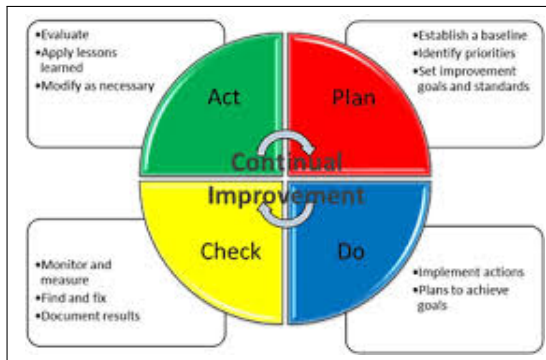 •Evaluate
•Apply lessons
learned
•Modify as necessary
•Establish a baseline
•Identify priorities
•Set improvement
goals and standards
Act
Plan
Continual
Improvement
Check
Do
•Monitor and
measure
•Find and fix
•Document results
•Implement actions
•Plans to achieve
goals